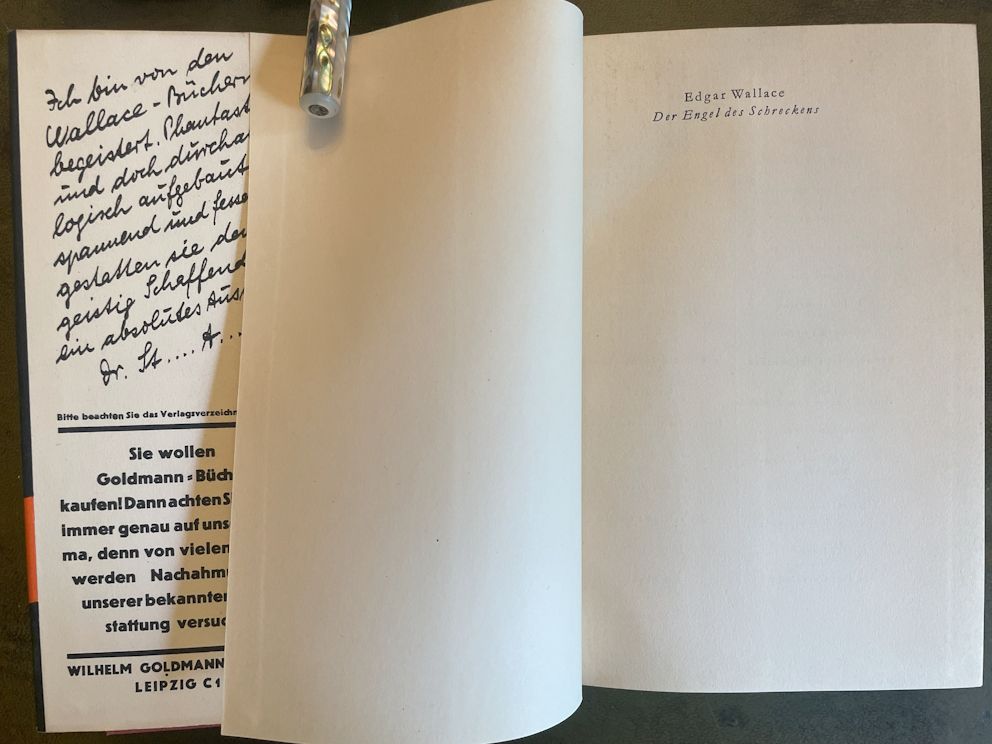 Ich bin von den
Wallace-Büchern
begeistert. Phantast
und doch durcha
logisch aufgebaut
spannend und fesse
gestatten sie de
geistig Schaffend
ein absolutes Aus
Dr. St.... A...
Bitte beachten Sie das Verlagsverzeichn
Sie wollen
Goldmann=Büch
kaufen! Dann achten S
immer genau auf uns
ma, denn von vielen
werden Nachahm
unserer bekannten
stattung versuc
WILHELM GOLDMANN
LEIPZIG C1
Edgar Wallace
Der Engel des Schreckens